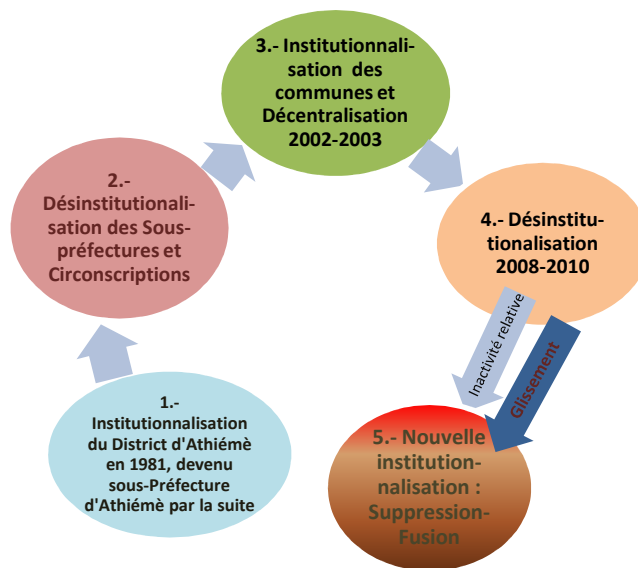 1.-
Institutionnalisation
du District d'Athiémè
en 1981, devenu
sous-Préfecture
d'Athiémè par la suite
2.-
Désinstitutionali-
sation des Sous-
préfectures et
Circonscriptions
3.- Institutionnali-
sation des
communes et
Décentralisation
2002-2003
4.- Désinstitu-
tionalisation
2008-2010
Inactivité relative
Glissement
5.- Nouvelle
institution-
nalisation :
Suppression-
Fusion